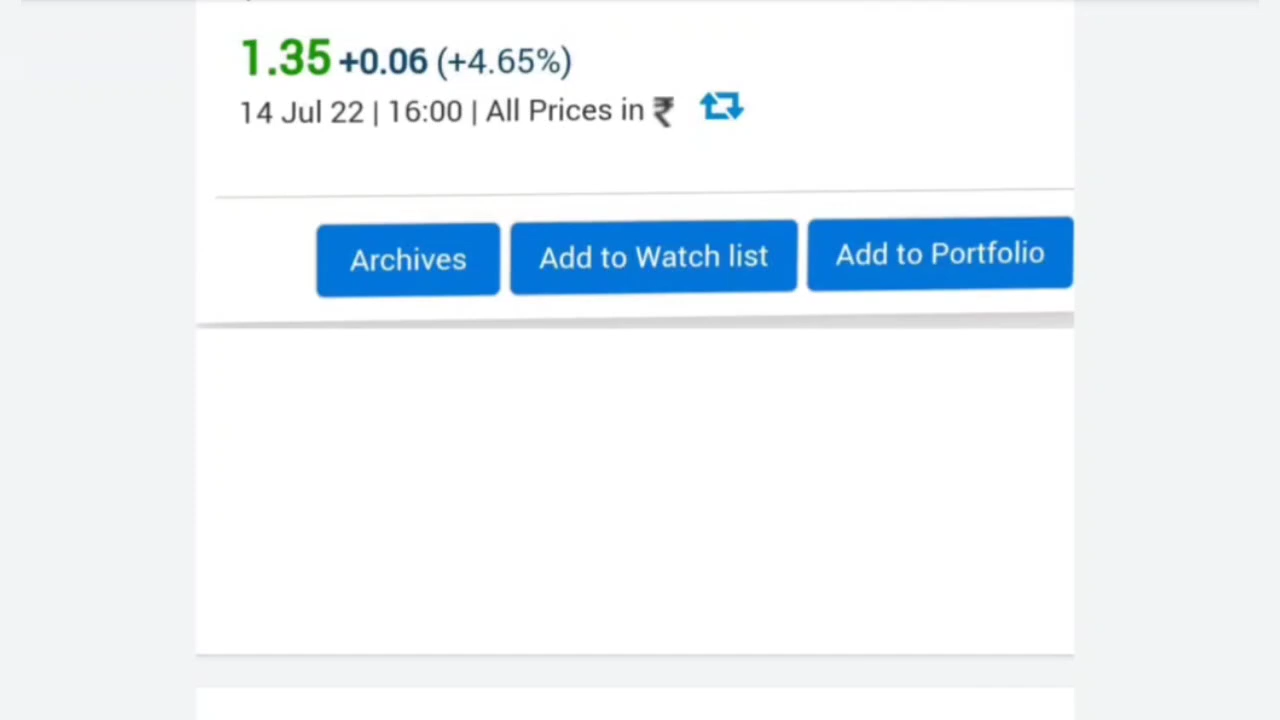 1.35 +0.06 (+4.65%)
14 Jul 22 | 16:00 | All Prices in ₹
Archives
Add to Watch list
Add to Portfolio